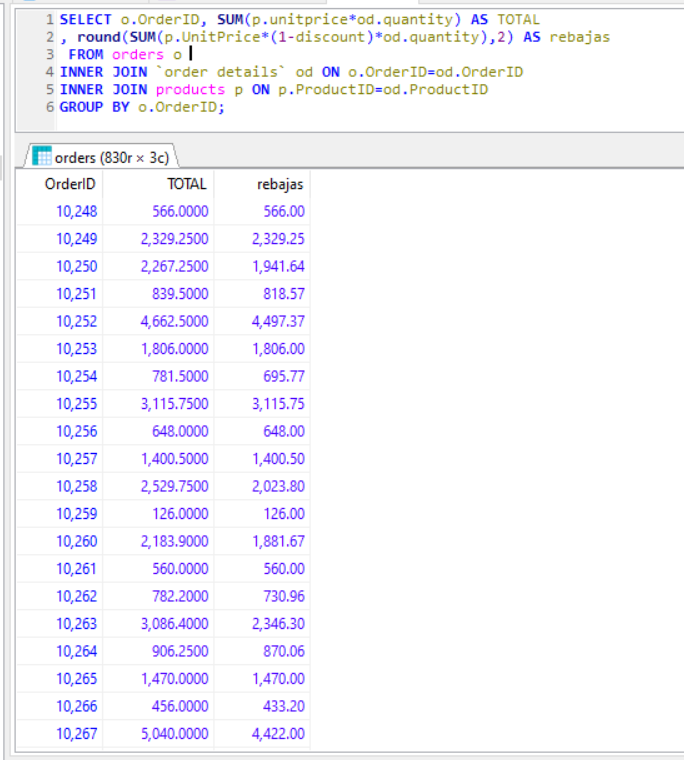 1 SELECT o.OrderID, SUM(p.unitprice*od.quantity) AS TOTAL
2 , round(SUM(p.UnitPrice*(1-discount)*od.quantity),2) AS rebajas
3 FROM orders o
4 INNER JOIN `order details` od ON o.OrderID=od.OrderID
5 INNER JOIN products p ON p.ProductID=od.ProductID
6 GROUP BY o.OrderID;
orders (830r × 3c)
OrderID TOTAL rebajas
10,248 566.0000 566.00
10,249 2,329.2500 2,329.25
10,250 2,267.2500 1,941.64
10,251 839.5000 818.57
10,252 4,662.5000 4,497.37
10,253 1,806.0000 1,806.00
10,254 781.5000 695.77
10,255 3,115.7500 3,115.75
10,256 648.0000 648.00
10,257 1,400.5000 1,400.50
10,258 2,529.7500 2,023.80
10,259 126.0000 126.00
10,260 2,183.9000 1,881.67
10,261 560.0000 560.00
10,262 782.2000 730.96
10,263 3,086.4000 2,346.30
10,264 906.2500 870.06
10,265 1,470.0000 1,470.00
10,266 456.0000 433.20
10,267 5,040.0000 4,422.00